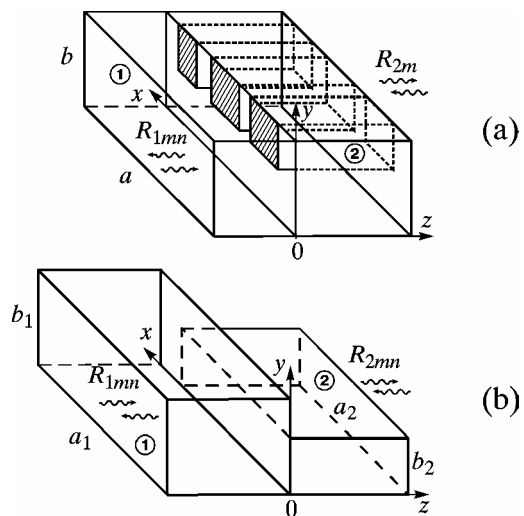 b
①
x
R1mn
a
y
②
R2m
z
0
(a)
b1
x
R1mn
a1
①
y
②
a2
R2mn
b2
z
0
(b)